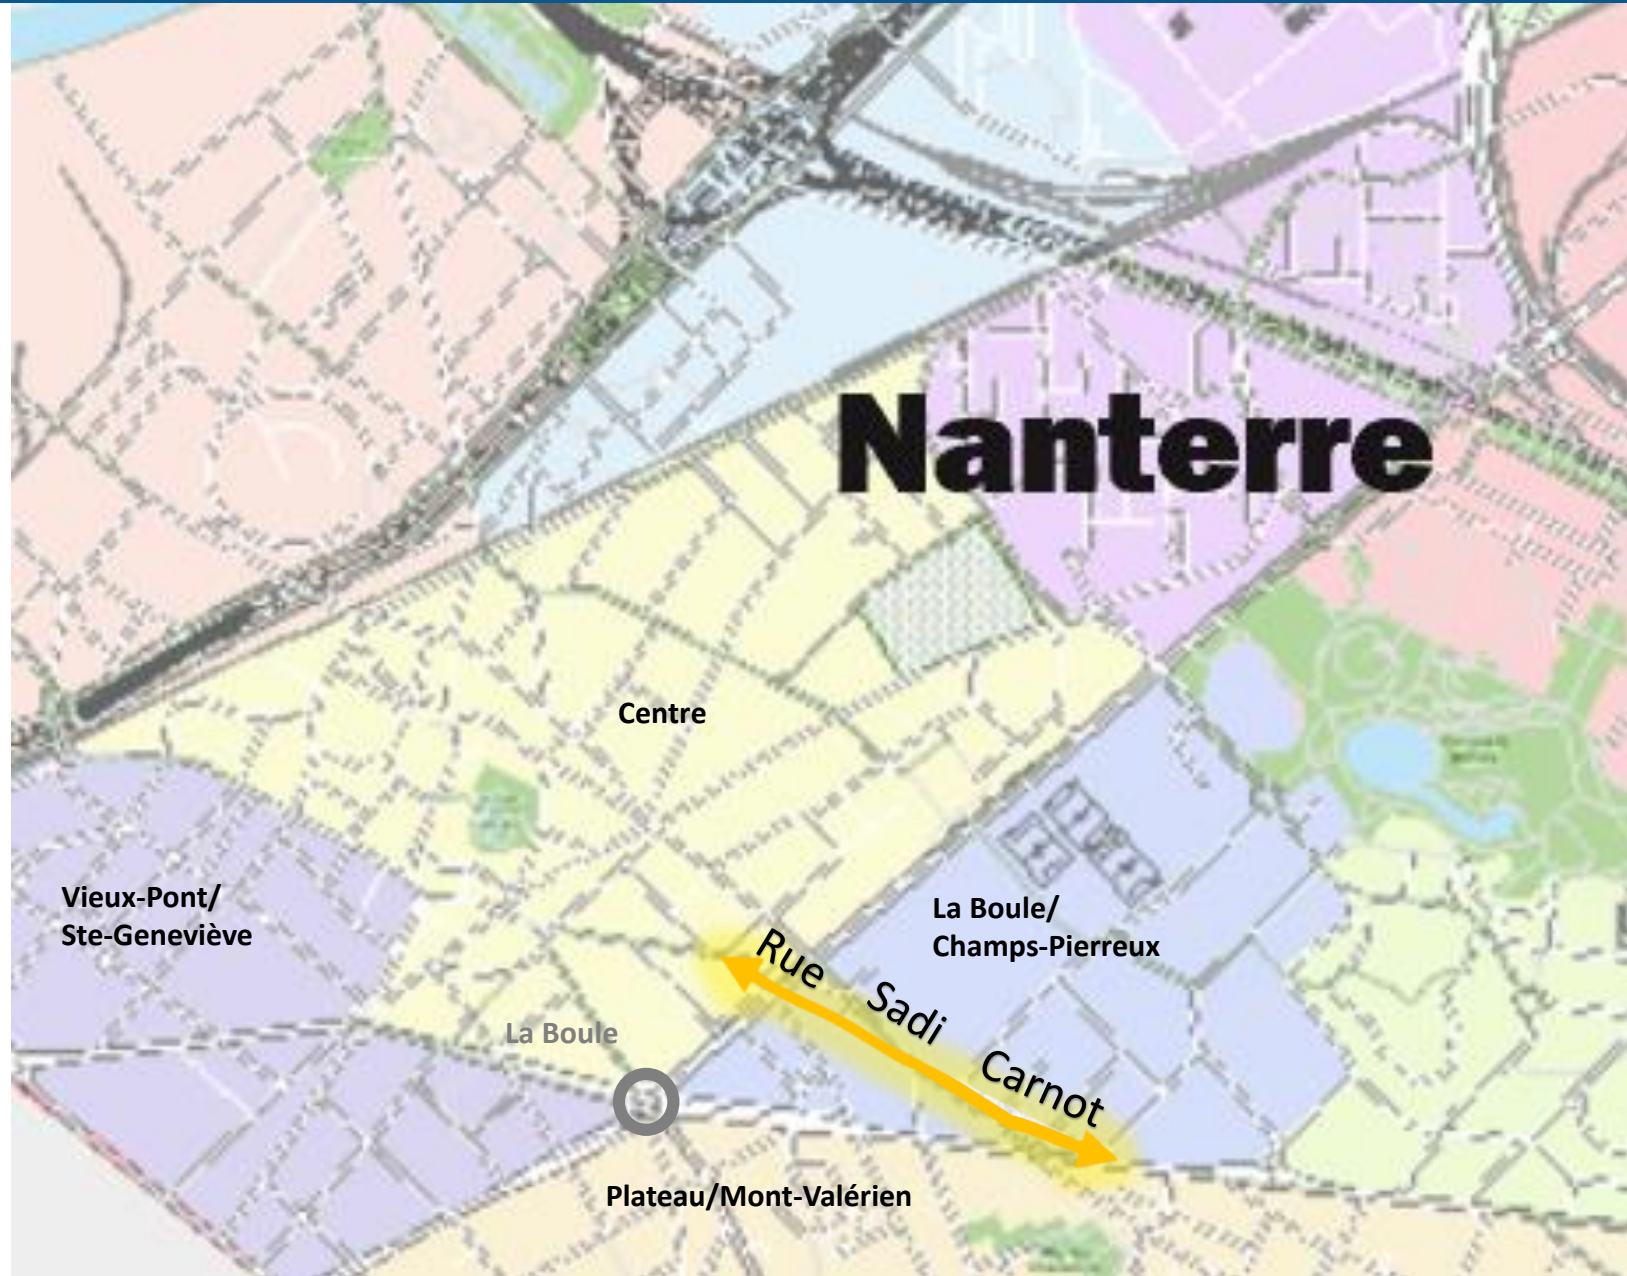 Nanterre
Centre
Vieux-Pont/
Ste-Geneviève
La Boule/
Champs-Pierreux
Rue Sadi Carnot
La Boule
Plateau/Mont-Valérien